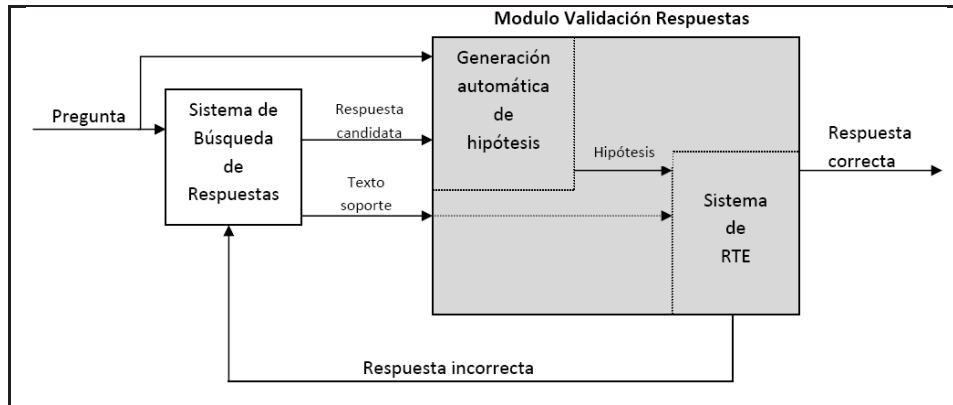 Modulo Validación Respuestas
Generación
automática
de
hipótesis
Pregunta
Sistema de
Búsqueda
de
Respuestas
Respuesta
candidata
Texto
soporte
Hipótesis
Sistema
de
RTE
Respuesta
correcta
Respuesta incorrecta